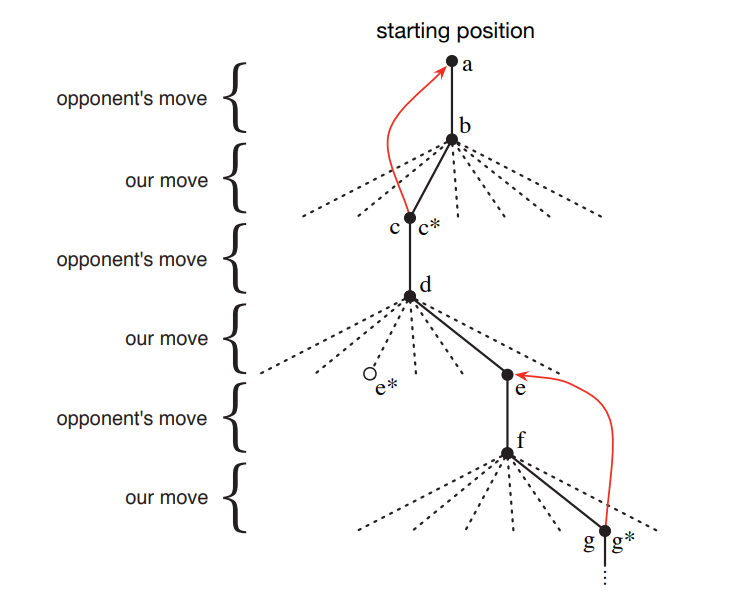 starting position
a
opponent's move
b
our move
c c*
opponent's move
d
our move
e*
e
opponent's move
f
our move
g g*